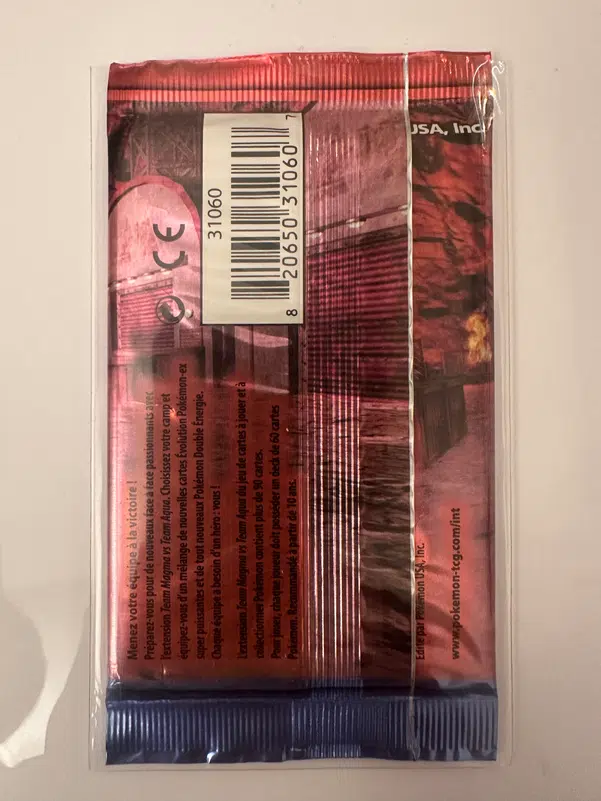 USA, Inc.
31060
8 20650 31060 7
CE
Menez votre équipe à la victoire !
Préparez-vous pour de nouveaux face à face passionnants avec
l'extension Team Magma vs Team Aqua. Choisissez votre camp et
équipez-vous d'un mélange de nouvelles cartes Évolution Pokémon-ex
super puissantes et de tout nouveaux Pokémon Double Énergie.
Chaque équipe a besoin d'un héro : vous !
L'extension Team Magma vs Team Aqua du jeu de cartes à jouer et à
collectionner Pokémon contient plus de 90 cartes.
Pour jouer, chaque joueur doit posséder un deck de 60 cartes
Pokémon. Recommandé à partir de 10 ans.
Edité par Pokémon USA, Inc.
www.pokemon-tcg.com/int